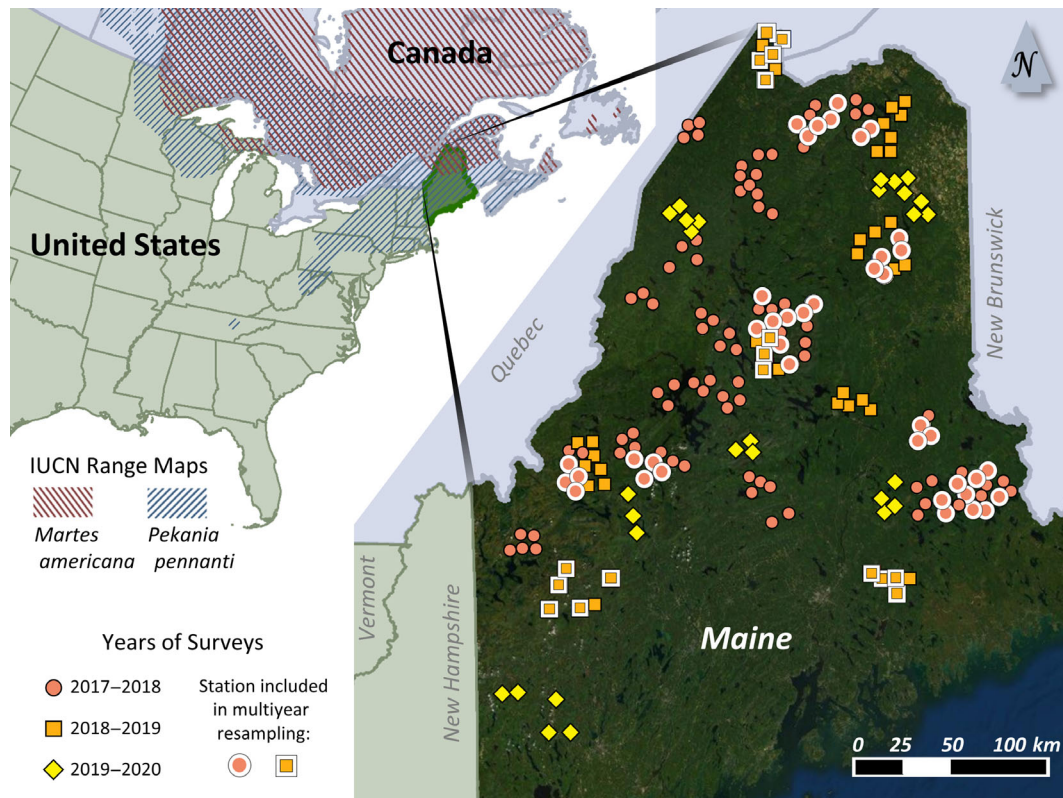 Canada
N
United States
Quebec
New Brunswick
IUCN Range Maps
Martes
americana
Pekania
pennanti
Vermont
New Hampshire
Maine
Years of Surveys
2017–2018
2018–2019
2019–2020
Station included
in multiyear
resampling:
0 25 50 100 km